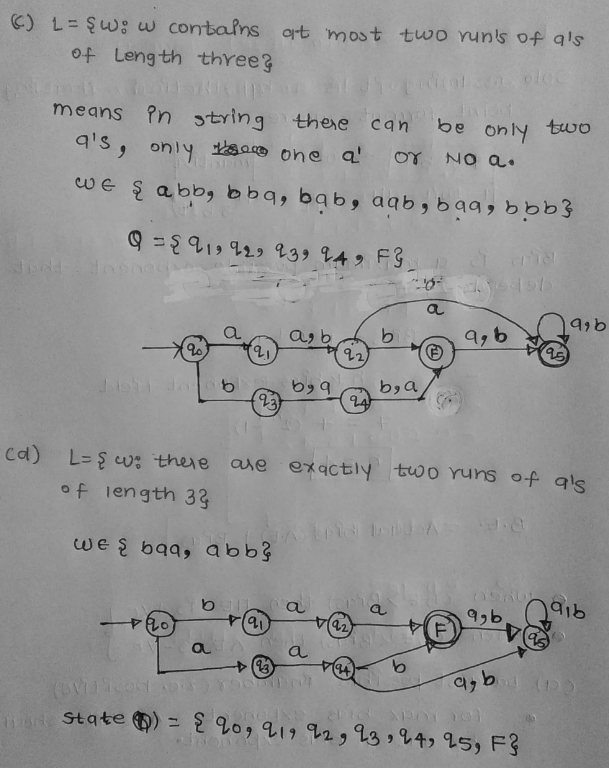 (c) L = {w: w contains at most two run's of a's
of Length three}
means in string there can be only two
a's, only one a' or NO a.
w ∈ {abb, bba, bab, aab, baa, bbb}
Q = {q1, q2, q3, q4, F}
a
q0 a q1 a,b q2 b F a,b q5 a,b
b q3 b,a q4 b,a
(d) L = {w: there are exactly two runs of a's
of length 3}
w ∈ {baa, abb}
q0 b q1 a q2 a F a,b q5 a,b
a q3 a q4 b
a,b
state = {q0, q1, q2, q3, q4, q5, F}